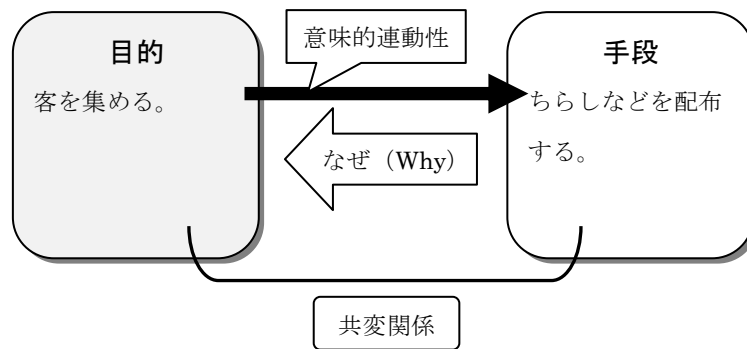 意味的連動性
目的
客を集める。
手段
ちらしなどを配布
する。
なぜ（Why）
共変関係